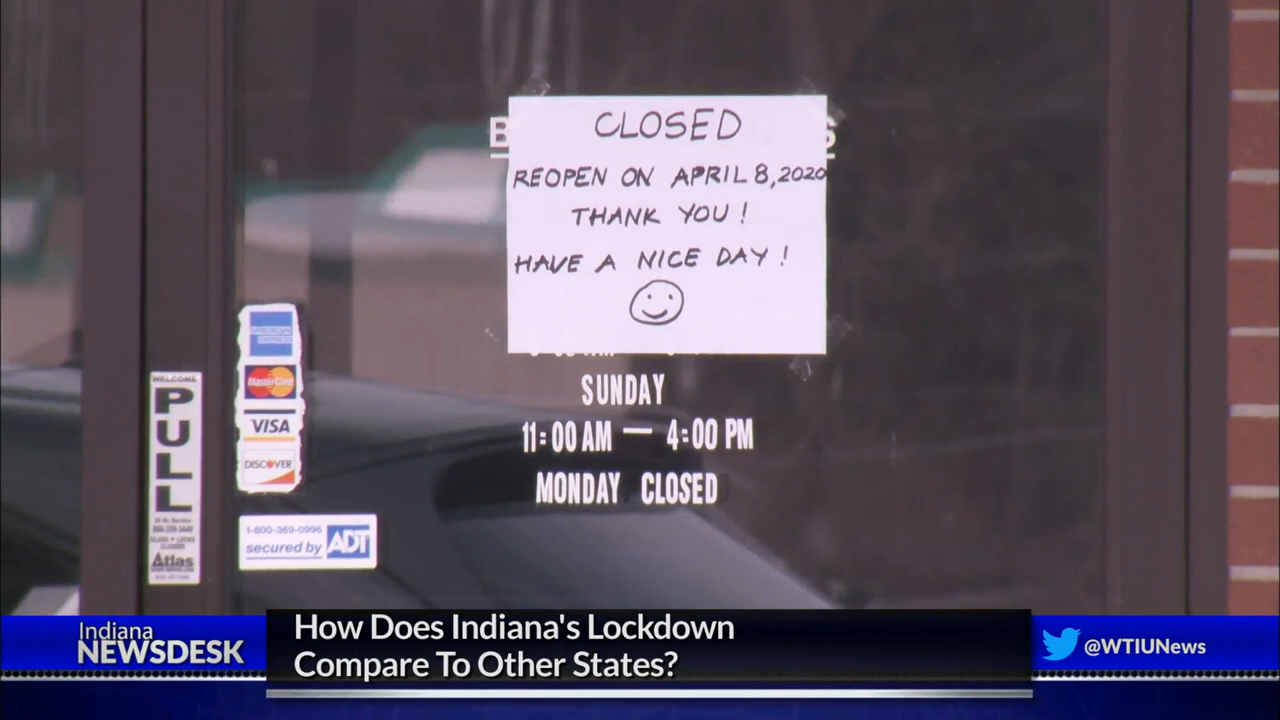 CLOSED
REOPEN ON APRIL 8, 2020
THANK YOU!
HAVE A NICE DAY!
SUNDAY
11:00 AM — 4:00 PM
MONDAY CLOSED
AMERICAN
EXPRESS
MasterCard
VISA
DISCOVER
WELCOME
PULL
Atlas
1-800-369-0996
secured by ADT
Indiana
NEWSDESK
How Does Indiana's Lockdown
Compare To Other States?
@WTIUNews